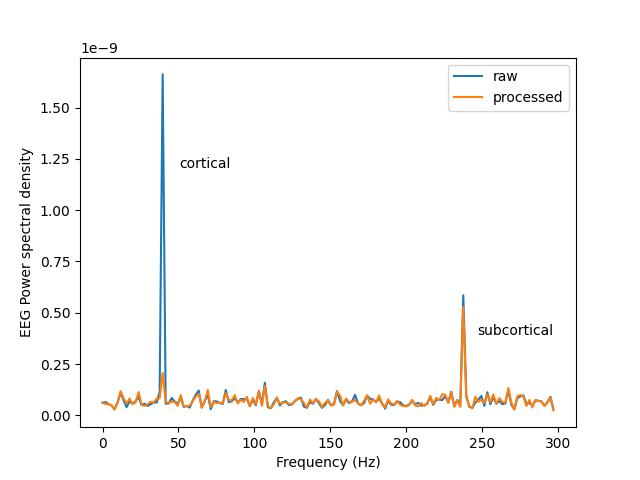 1e−9
raw
processed
cortical
subcortical
EEG Power spectral density
1.50
1.25
1.00
0.75
0.50
0.25
0.00
0 50 100 150 200 250 300
Frequency (Hz)